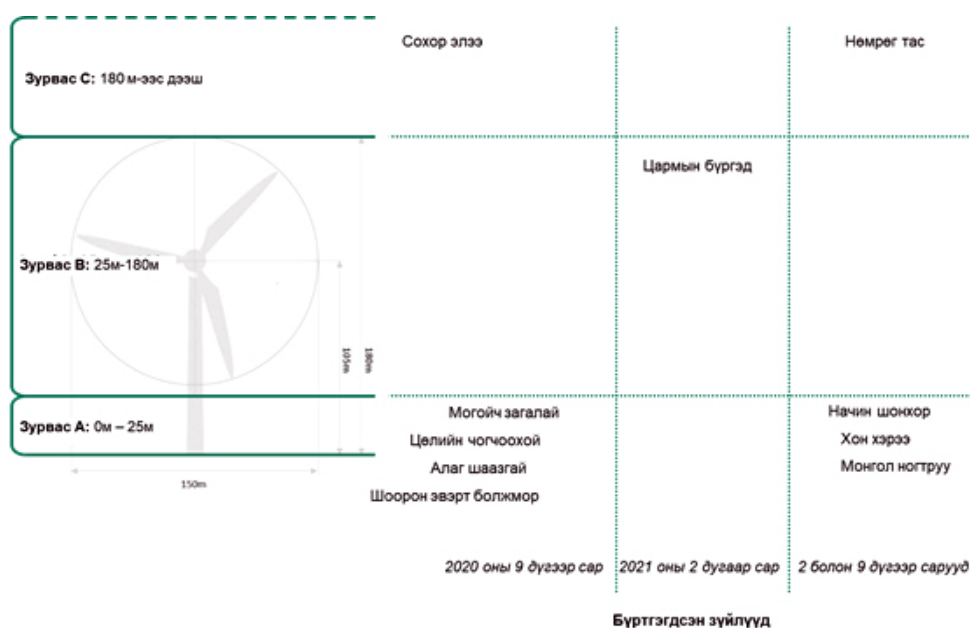 Сохор элээ
Нөмрөг тас
Зурвас C: 180 м-ээс дээш
Цармын бүргэд
Зурвас B: 25м-180м
105m
180m
Могойч загалай
Начин шонхор
Зурвас A: 0м – 25м
Цөлийн чогчоохой
Хон хэрээ
Алаг шаазгай
Монгол ногтруу
150m
Шоорон эвэрт болжмор
2020 оны 9 дүгээр сар
2021 оны 2 дугаар сар
2 болон 9 дүгээр сарууд
Бүртгэгдсэн зүйлүүд